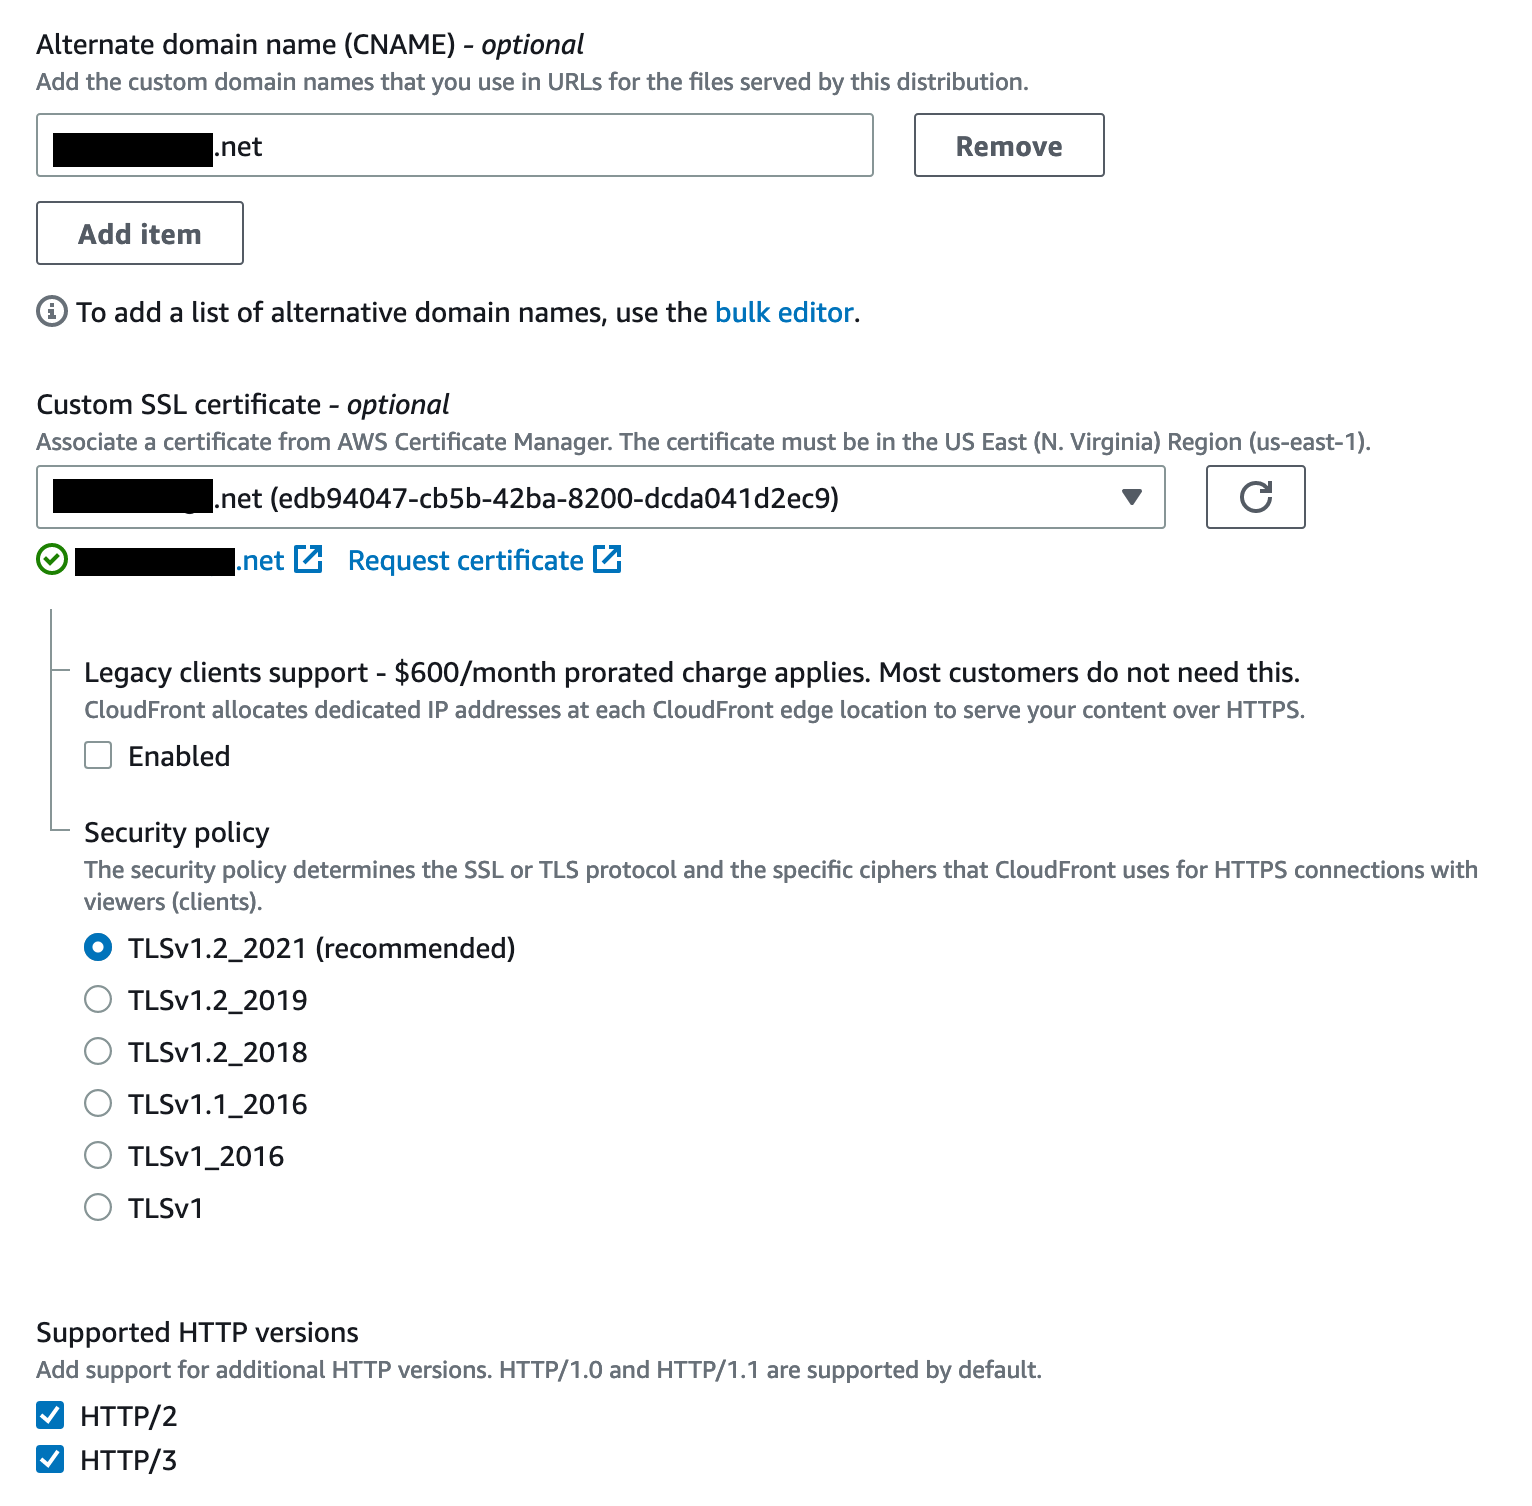 Alternate domain name (CNAME) - optional
Add the custom domain names that you use in URLs for the files served by this distribution.
.net
Remove
Add item
To add a list of alternative domain names, use the bulk editor.
Custom SSL certificate - optional
Associate a certificate from AWS Certificate Manager. The certificate must be in the US East (N. Virginia) Region (us-east-1).
.net (edb94047-cb5b-42ba-8200-dcda041d2ec9)
.net Request certificate
Legacy clients support - $600/month prorated charge applies. Most customers do not need this.
CloudFront allocates dedicated IP addresses at each CloudFront edge location to serve your content over HTTPS.
Enabled
Security policy
The security policy determines the SSL or TLS protocol and the specific ciphers that CloudFront uses for HTTPS connections with
viewers (clients).
TLSv1.2_2021 (recommended)
TLSv1.2_2019
TLSv1.2_2018
TLSv1.1_2016
TLSv1_2016
TLSv1
Supported HTTP versions
Add support for additional HTTP versions. HTTP/1.0 and HTTP/1.1 are supported by default.
HTTP/2
HTTP/3